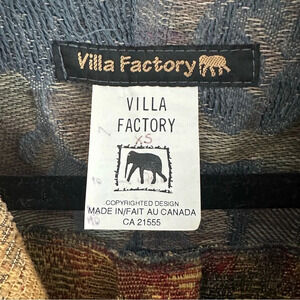 Villa Factory
VILLA
FACTORY
XS
COPYRIGHTED DESIGN
MADE IN/FAIT AU CANADA
CA 21555